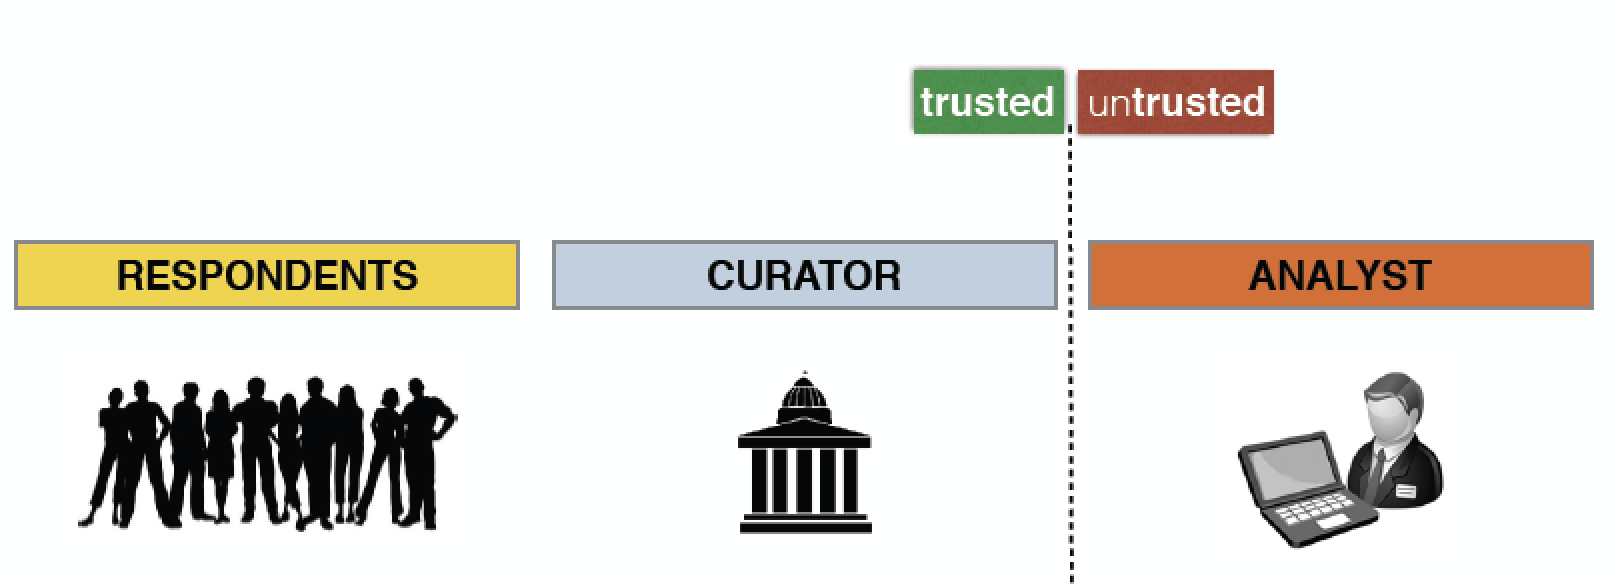 trusted untrusted
RESPONDENTS CURATOR ANALYST